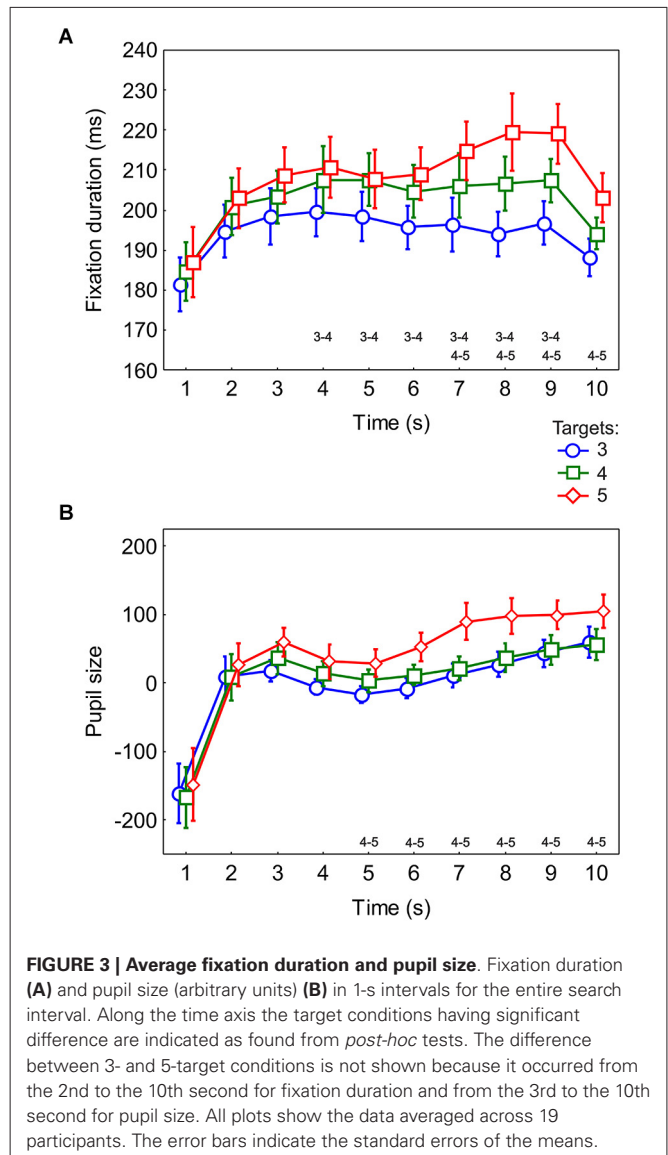 A
240
230
220
210
200
190
180
170
160
Fixation duration (ms)
3-4 3-4 3-4 3-4 3-4 3-4
4-5 4-5 4-5 4-5
1 2 3 4 5 6 7 8 9 10
Time (s)
Targets:
3
4
5
B
200
100
0
-100
-200
Pupil size
4-5 4-5 4-5 4-5 4-5 4-5
1 2 3 4 5 6 7 8 9 10
Time (s)
FIGURE 3 | Average fixation duration and pupil size. Fixation duration
(A) and pupil size (arbitrary units) (B) in 1-s intervals for the entire search
interval. Along the time axis the target conditions having significant
difference are indicated as found from post-hoc tests. The difference
between 3- and 5-target conditions is not shown because it occurred from
the 2nd to the 10th second for fixation duration and from the 3rd to the 10th
second for pupil size. All plots show the data averaged across 19
participants. The error bars indicate the standard errors of the means.